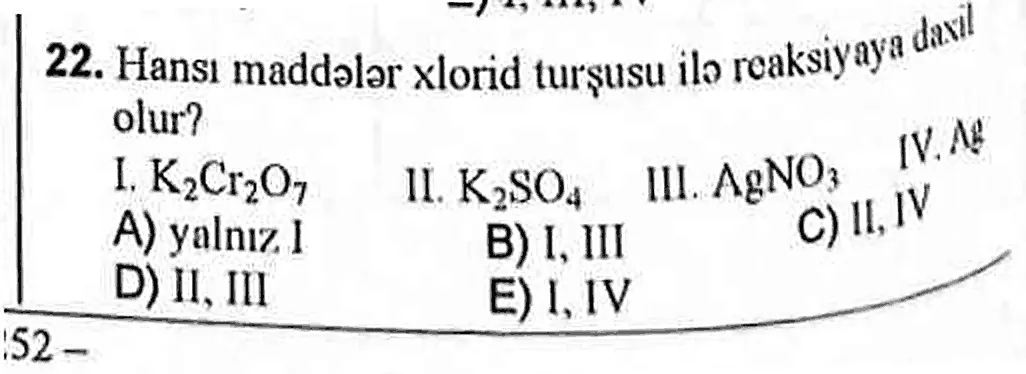 22. Hansı maddələr xlorid turşusu ilə reaksiyaya daxil
olur?
I. K₂Cr₂O₇ II. K₂SO₄ III. AgNO₃ IV. Ag
A) yalnız I B) I, III C) II, IV
D) II, III E) I, IV
52 –